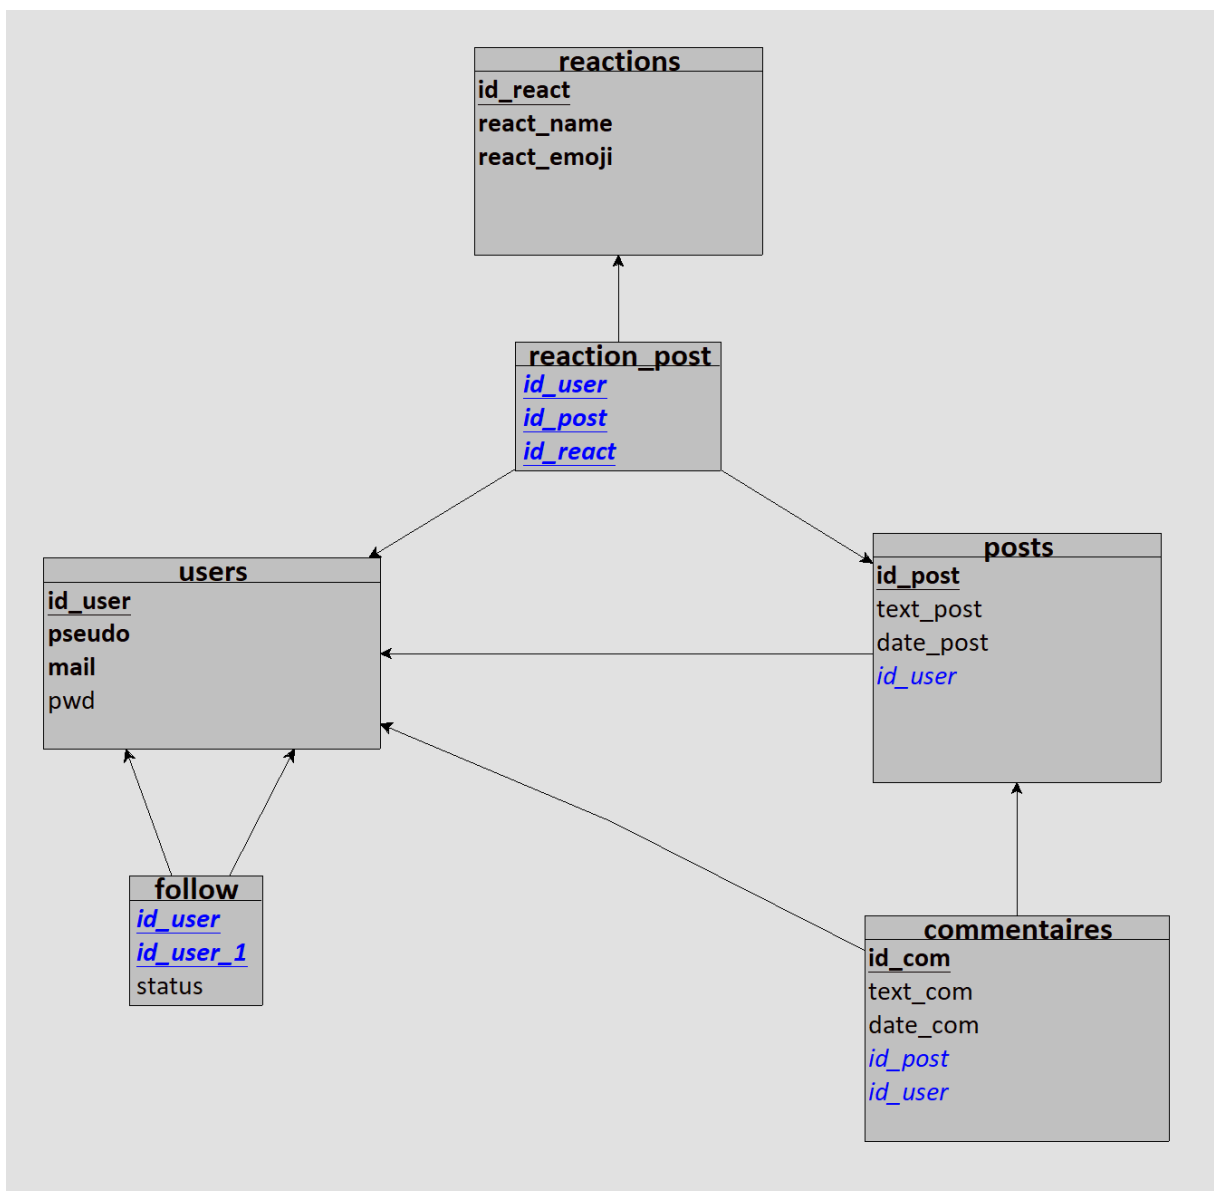 reactions
id_react
react_name
react_emoji
reaction_post
id_user
id_post
id_react
users
id_user
pseudo
mail
pwd
posts
id_post
text_post
date_post
id_user
follow
id_user
id_user_1
status
commentaires
id_com
text_com
date_com
id_post
id_user